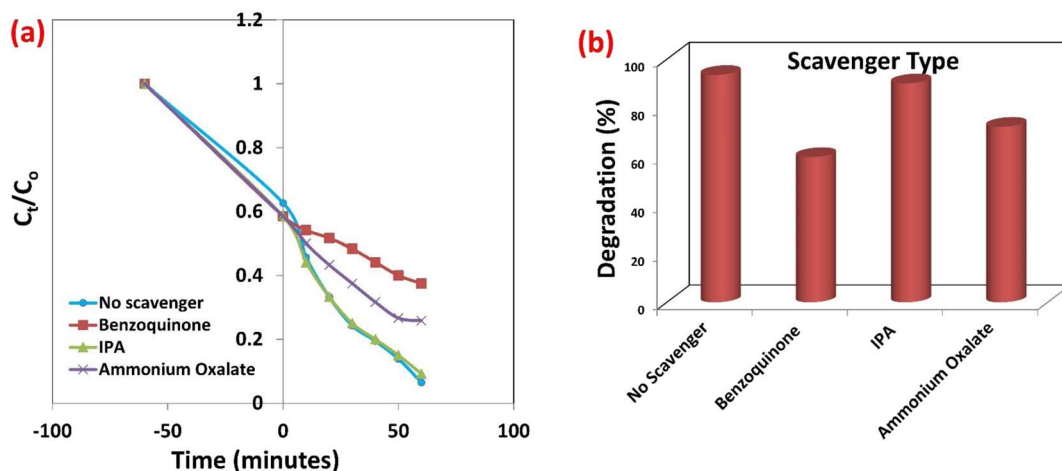 (a)
1.2
1
0.8
0.6
0.4
0.2
0
Ct/Co
No scavenger
Benzoquinone
IPA
Ammonium Oxalate
-100
-50
0
50
100
Time (minutes)
(b)
Scavenger Type
100
80
60
40
20
0
Degradation (%)
No Scavenger
Benzoquinone
IPA
Ammonium Oxalate